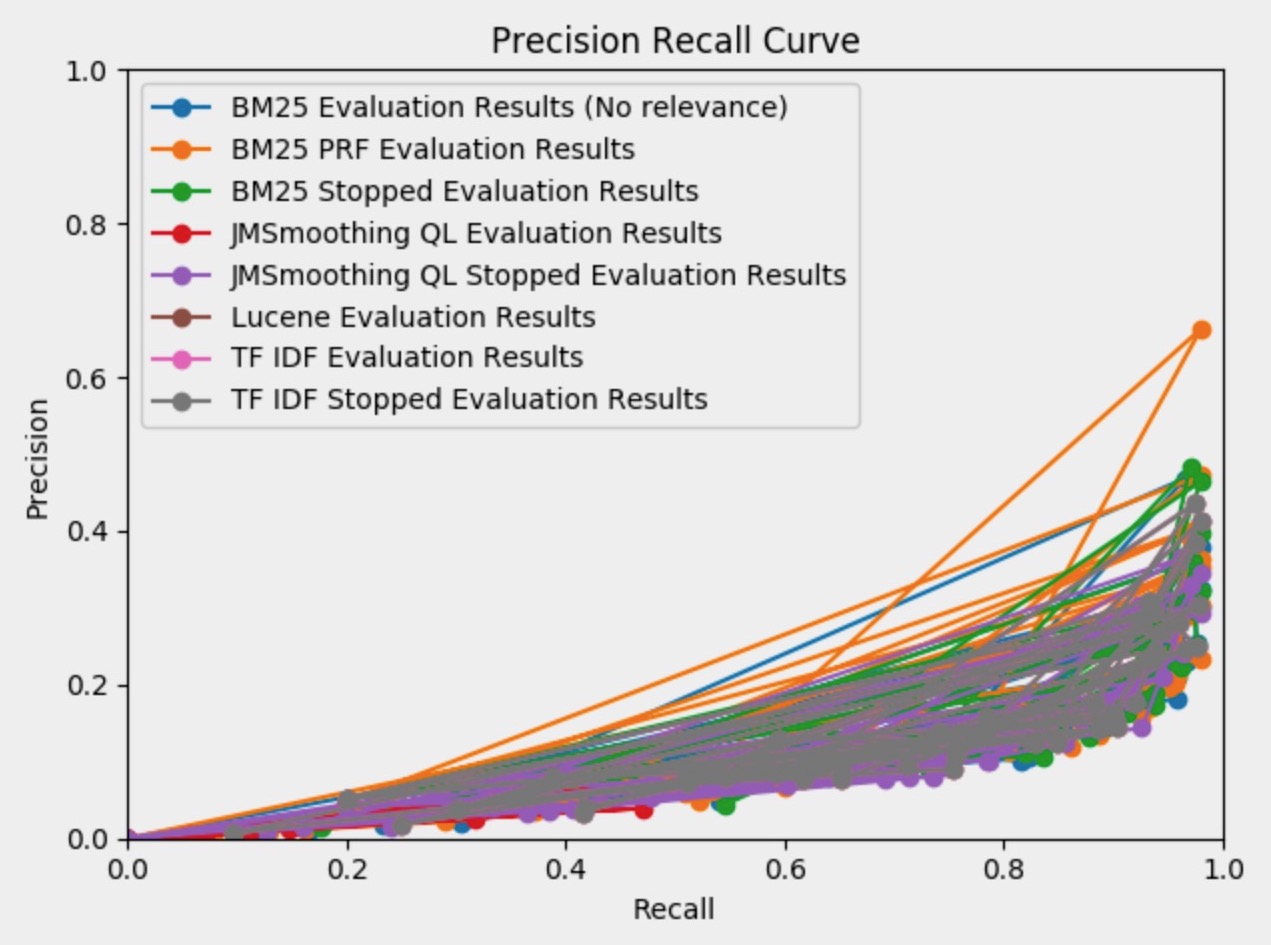 Precision Recall Curve
1.0
BM25 Evaluation Results (No relevance)
BM25 PRF Evaluation Results
BM25 Stopped Evaluation Results
JMSmoothing QL Evaluation Results
JMSmoothing QL Stopped Evaluation Results
Lucene Evaluation Results
TF IDF Evaluation Results
TF IDF Stopped Evaluation Results
0.8
0.6
0.4
0.2
0.0
Precision
0.0 0.2 0.4 0.6 0.8 1.0
Recall